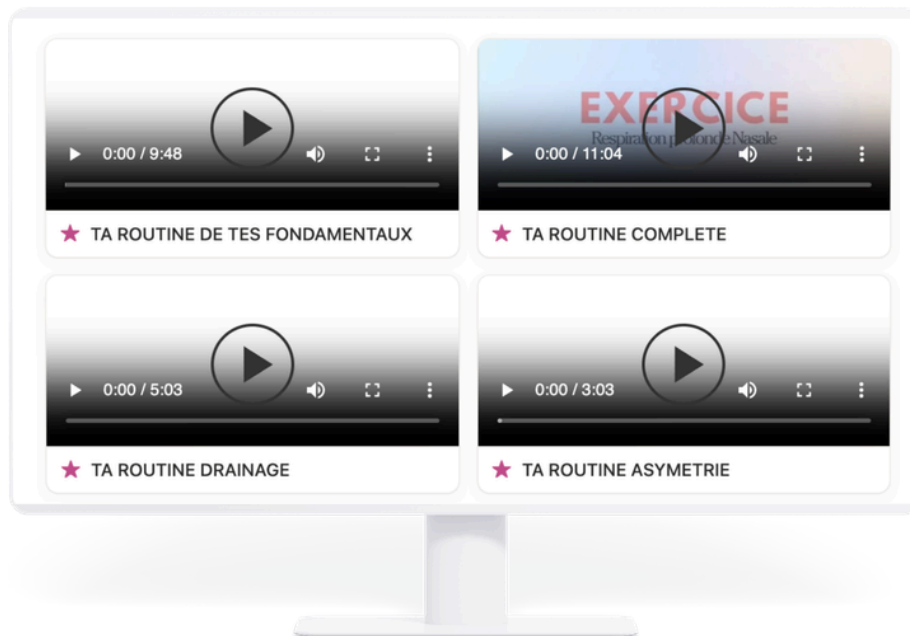 0:00 / 9:48
EXERCICE
Respiration profonde Nasale
0:00 / 11:04
TA ROUTINE DE TES FONDAMENTAUX
TA ROUTINE COMPLETE
0:00 / 5:03
0:00 / 3:03
TA ROUTINE DRAINAGE
TA ROUTINE ASYMETRIE